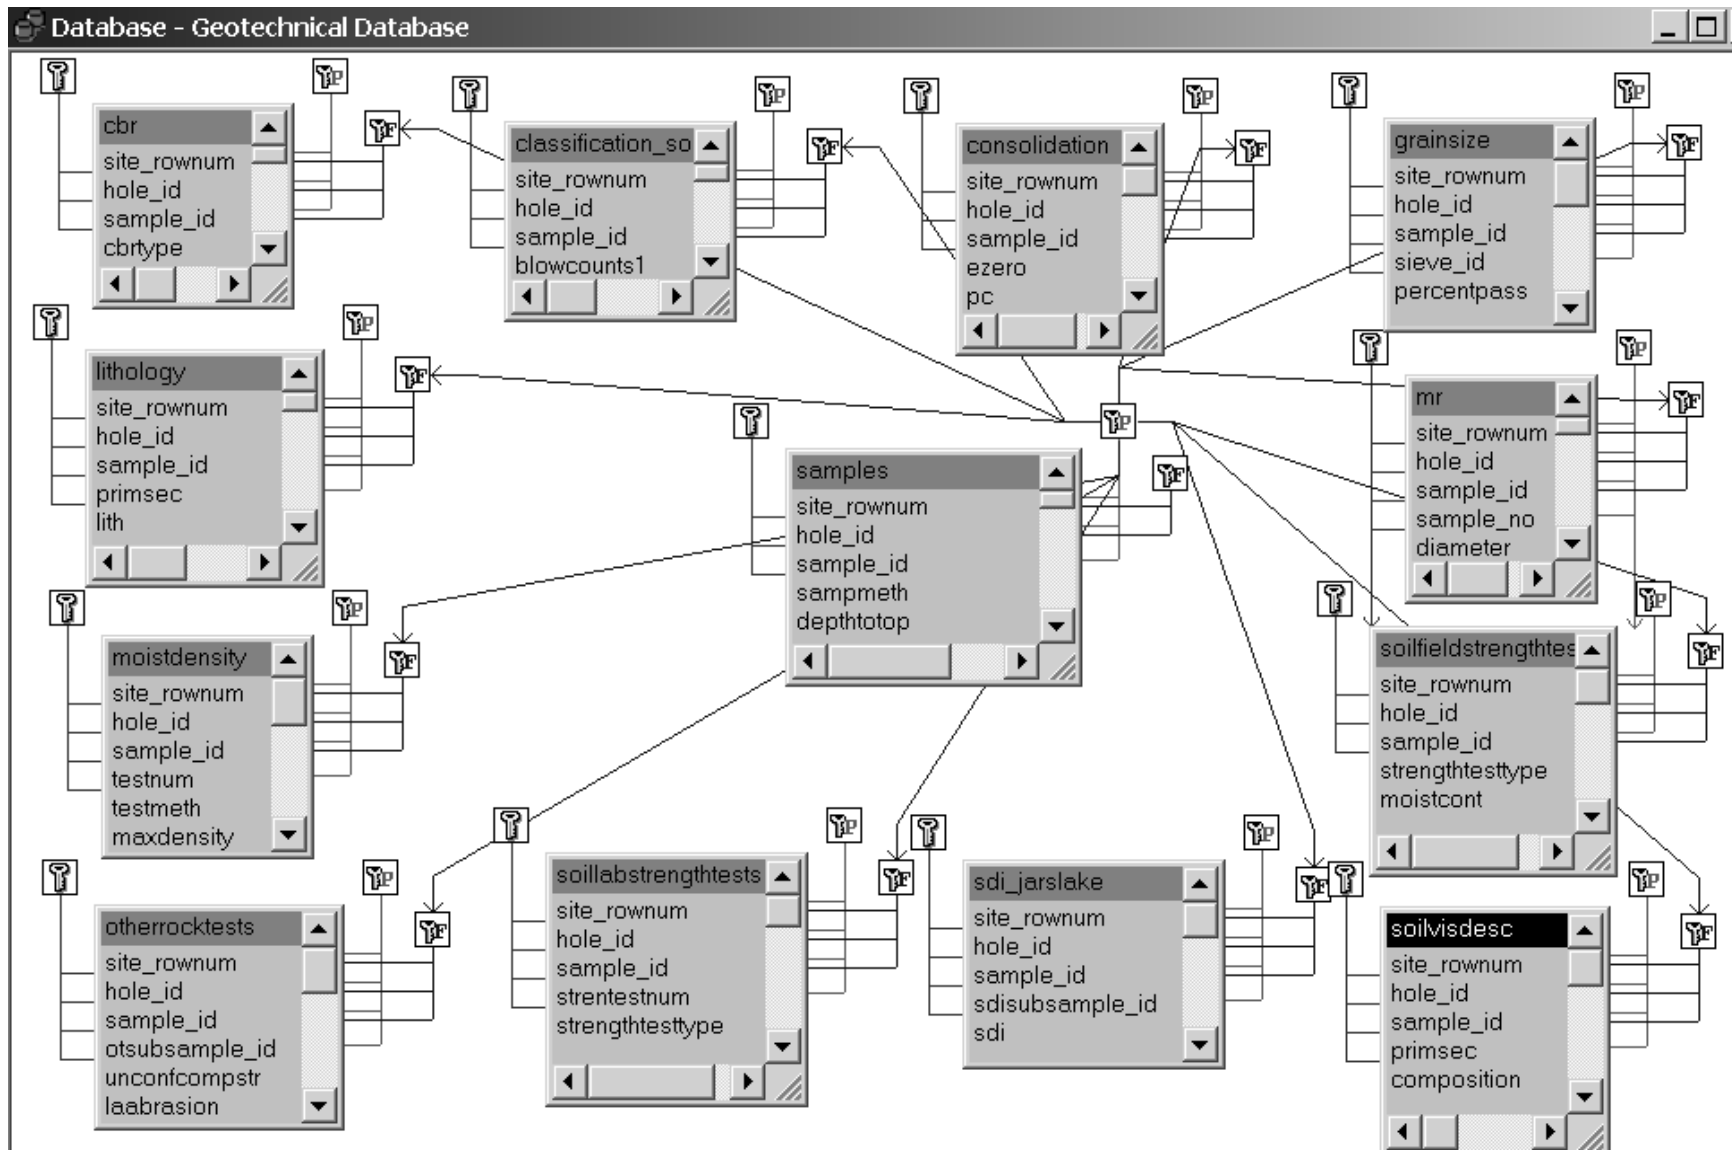 Database - Geotechnical Database
cbr
site_rownum
hole_id
sample_id
cbrtype
classification_so
site_rownum
hole_id
sample_id
blowcounts1
consolidation
site_rownum
hole_id
sample_id
ezero
pc
grainsize
site_rownum
hole_id
sample_id
sieve_id
percentpass
lithology
site_rownum
hole_id
sample_id
primsec
lith
samples
site_rownum
hole_id
sample_id
sampmeth
depthtotop
mr
site_rownum
hole_id
sample_id
sample_no
diameter
moistdensity
site_rownum
hole_id
sample_id
testnum
testmeth
maxdensity
soilfieldstrengthtes
site_rownum
hole_id
sample_id
strengthtesttype
moistcont
otherrocktests
site_rownum
hole_id
sample_id
otsubsample_id
unconfcompstr
laabrasion
soillabstrengthtests
site_rownum
hole_id
sample_id
strentestnum
strengthtesttype
sdi_jarslake
site_rownum
hole_id
sample_id
sdisubsample_id
sdi
soilvisdesc
site_rownum
hole_id
sample_id
primsec
composition